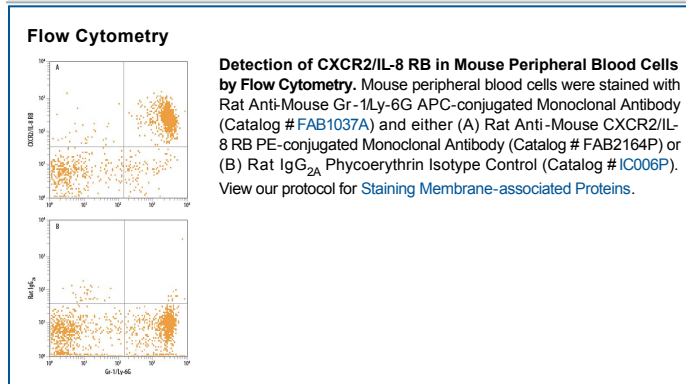 Flow Cytometry
Detection of CXCR2/IL-8 RB in Mouse Peripheral Blood Cells
by Flow Cytometry. Mouse peripheral blood cells were stained with
Rat Anti-Mouse Gr-1/Ly-6G APC-conjugated Monoclonal Antibody
(Catalog # FAB1037A) and either (A) Rat Anti-Mouse CXCR2/IL-
8 RB PE-conjugated Monoclonal Antibody (Catalog # FAB2164P) or
(B) Rat IgG2A Phycoerythrin Isotype Control (Catalog # IC006P).
View our protocol for Staining Membrane-associated Proteins.
A
CXCR2/IL-8 RB
B
Rat IgG2A
Gr-1/Ly-6G